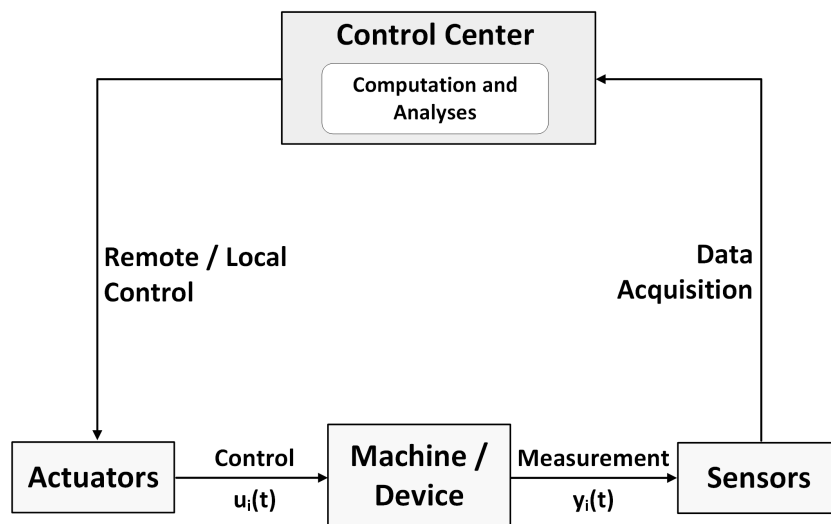 Control Center
Computation and
Analyses
Remote / Local
Control
Data
Acquisition
Actuators
Control
uᵢ(t)
Machine /
Device
Measurement
yᵢ(t)
Sensors